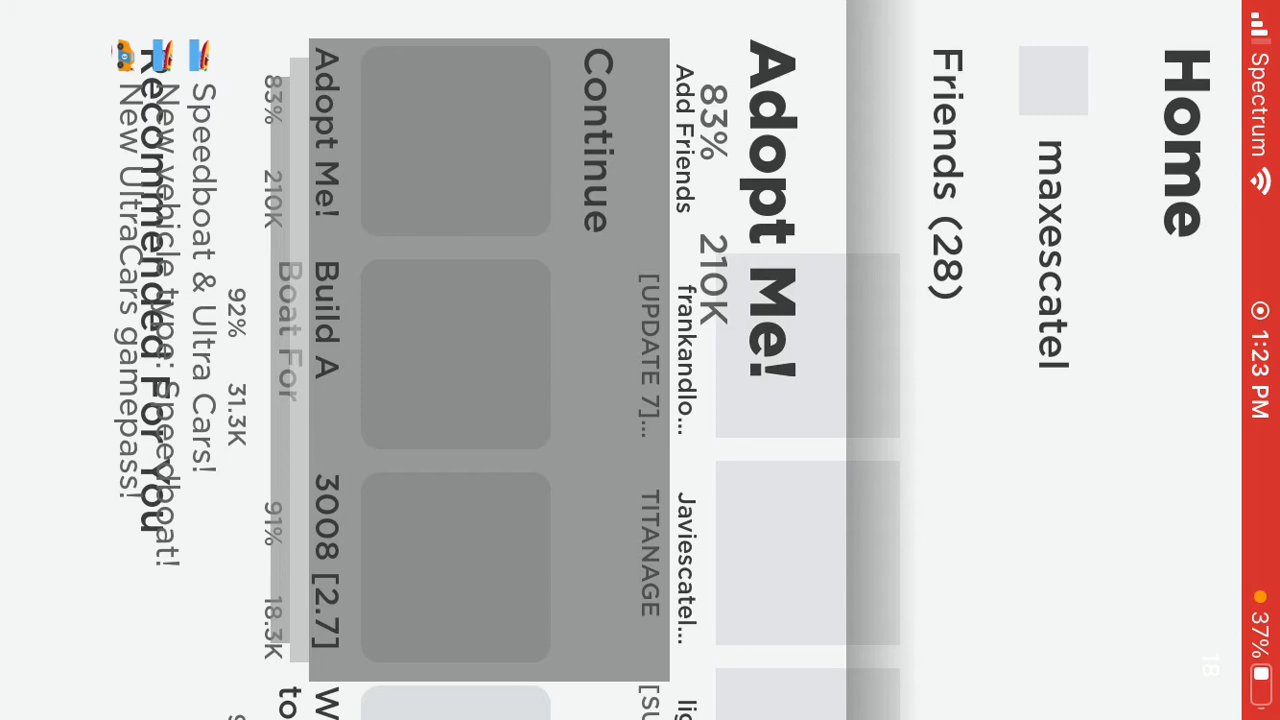 Spectrum 1:23 PM 37%
18
Home
maxescatel
Friends (28)
Adopt Me!
83% 210K
Add Friends frankandlo... Javiescatel...
[UPDATE 7]... TITANAGE
Continue
Adopt Me! Build A 3008 [2.7]
Boat For to
83% 210K 91% 18.3K
92% 31.3K
Speedboat & Ultra Cars!
New vehicle type: Speedboat!
Recommended For You
New UltraCars gamepass!